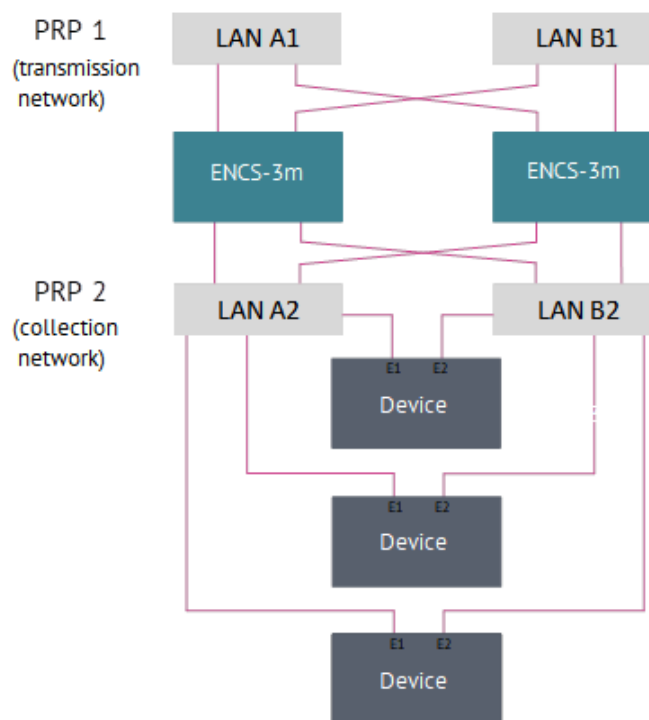 PRP 1
(transmission
network)
LAN A1
LAN B1
ENCS-3m
ENCS-3m
PRP 2
(collection
network)
LAN A2
LAN B2
E1 E2
Device
E1 E2
Device
E1 E2
Device